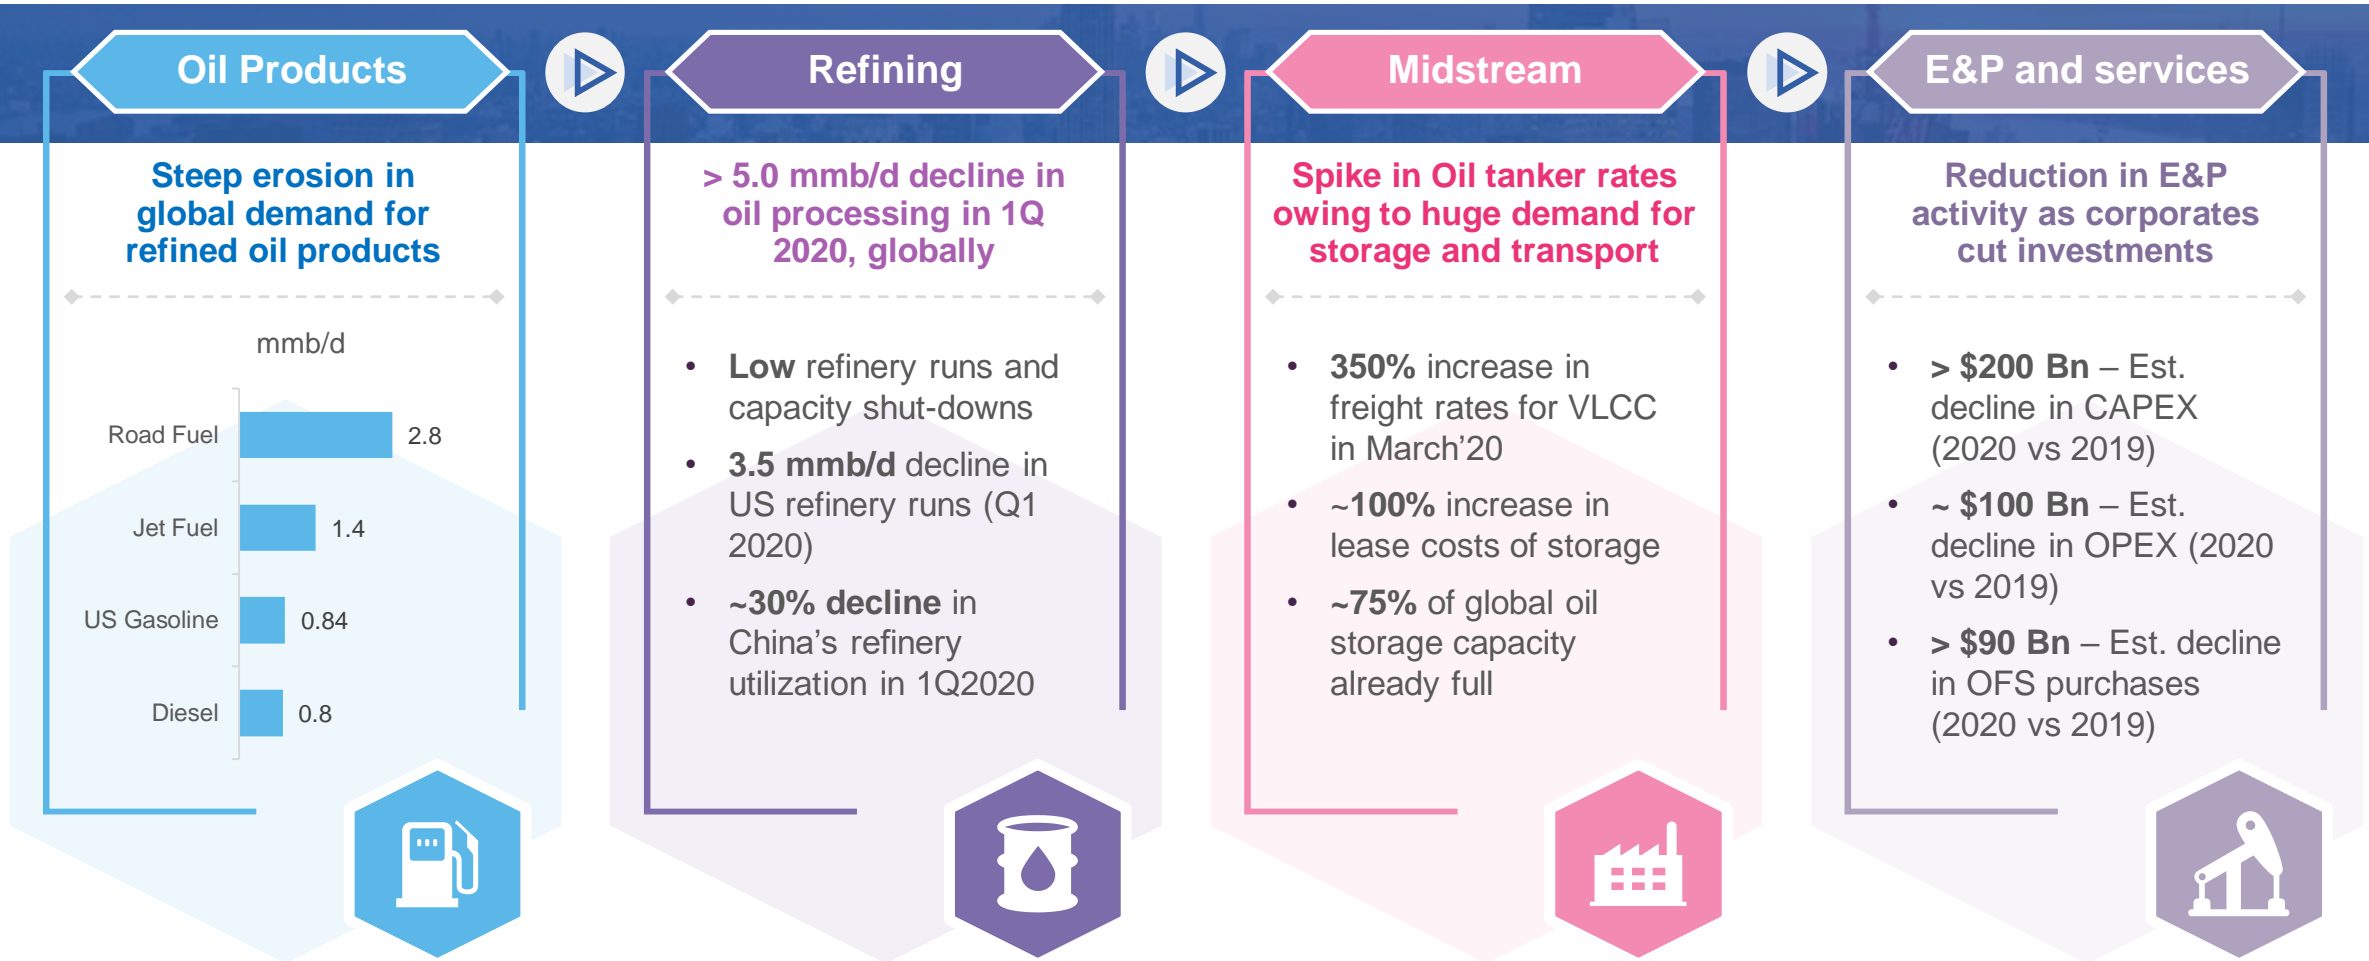 Oil Products
Steep erosion in
global demand for
refined oil products
mmb/d
Road Fuel 2.8
Jet Fuel 1.4
US Gasoline 0.84
Diesel 0.8
Refining
> 5.0 mmb/d decline in
oil processing in 1Q
2020, globally
• Low refinery runs and
capacity shut-downs
• 3.5 mmb/d decline in
US refinery runs (Q1
2020)
• ~30% decline in
China’s refinery
utilization in 1Q2020
Midstream
Spike in Oil tanker rates
owing to huge demand for
storage and transport
• 350% increase in
freight rates for VLCC
in March’20
• ~100% increase in
lease costs of storage
• ~75% of global oil
storage capacity
already full
E&P and services
Reduction in E&P
activity as corporates
cut investments
• > $200 Bn – Est.
decline in CAPEX
(2020 vs 2019)
• ~ $100 Bn – Est.
decline in OPEX (2020
vs 2019)
• > $90 Bn – Est. decline
in OFS purchases
(2020 vs 2019)